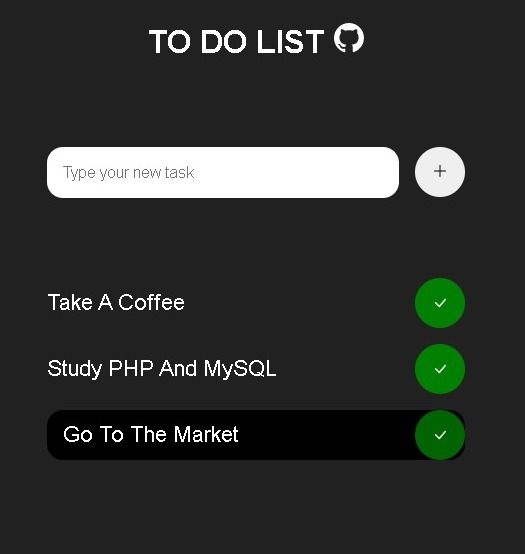 TO DO LIST
Type your new task
Take A Coffee
Study PHP And MySQL
Go To The Market